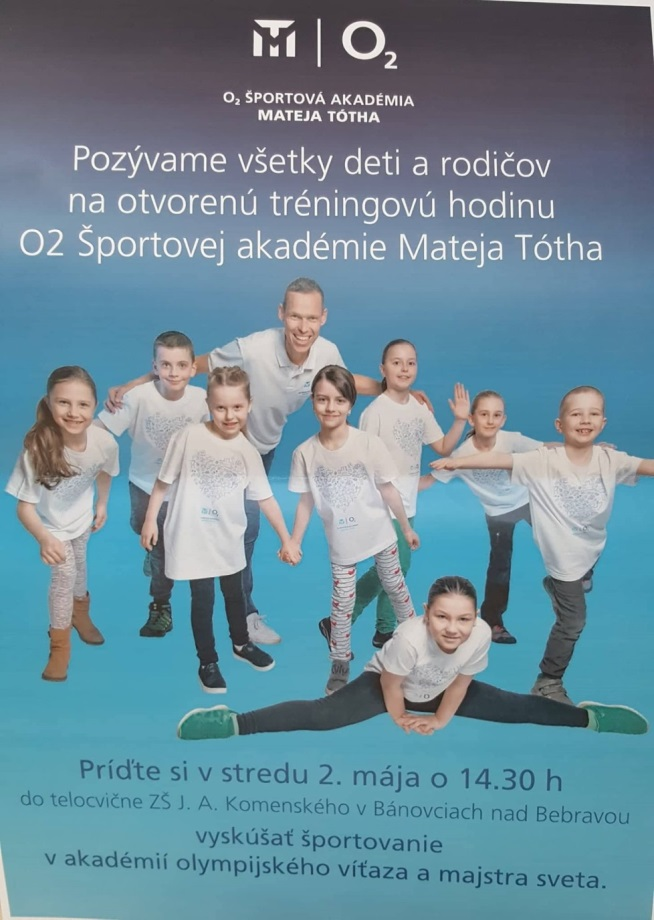 TM | O2
O2 ŠPORTOVÁ AKADÉMIA
MATEJA TÓTHA
Pozývame všetky deti a rodičov
na otvorenú tréningovú hodinu
O2 Športovej akadémie Mateja Tótha
Príďte si v stredu 2. mája o 14.30 h
do telocvične ZŠ J. A. Komenského v Bánovciach nad Bebravou
vyskúšať športovanie
v akadémií olympijského víťaza a majstra sveta.